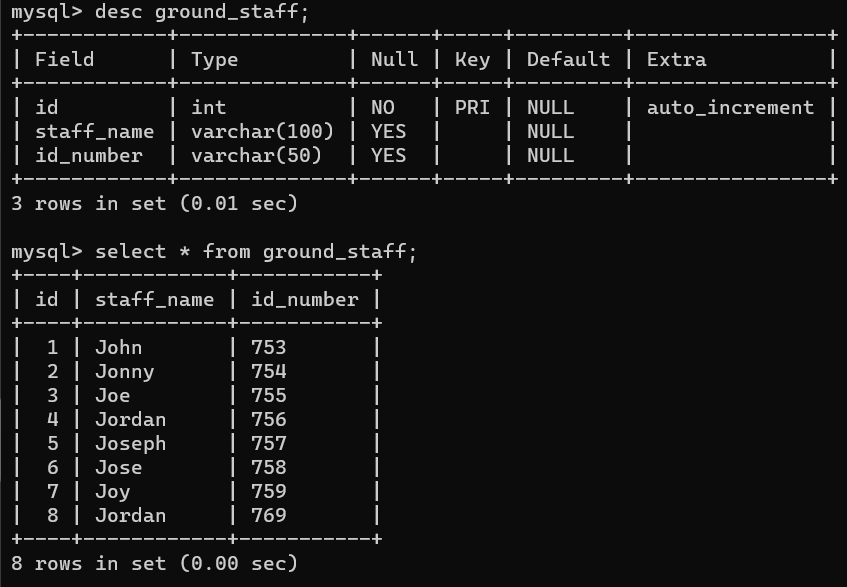 mysql> desc ground_staff;
+------------+--------------+------+-----+---------+----------------+
| Field      | Type         | Null | Key | Default | Extra          |
+------------+--------------+------+-----+---------+----------------+
| id         | int          | NO   | PRI | NULL    | auto_increment |
| staff_name | varchar(100) | YES  |     | NULL    |                |
| id_number  | varchar(50)  | YES  |     | NULL    |                |
+------------+--------------+------+-----+---------+----------------+
3 rows in set (0.01 sec)

mysql> select * from ground_staff;
+----+------------+-----------+
| id | staff_name | id_number |
+----+------------+-----------+
|  1 | John       | 753       |
|  2 | Jonny      | 754       |
|  3 | Joe        | 755       |
|  4 | Jordan     | 756       |
|  5 | Joseph     | 757       |
|  6 | Jose       | 758       |
|  7 | Joy        | 759       |
|  8 | Jordan     | 769       |
+----+------------+-----------+
8 rows in set (0.00 sec)